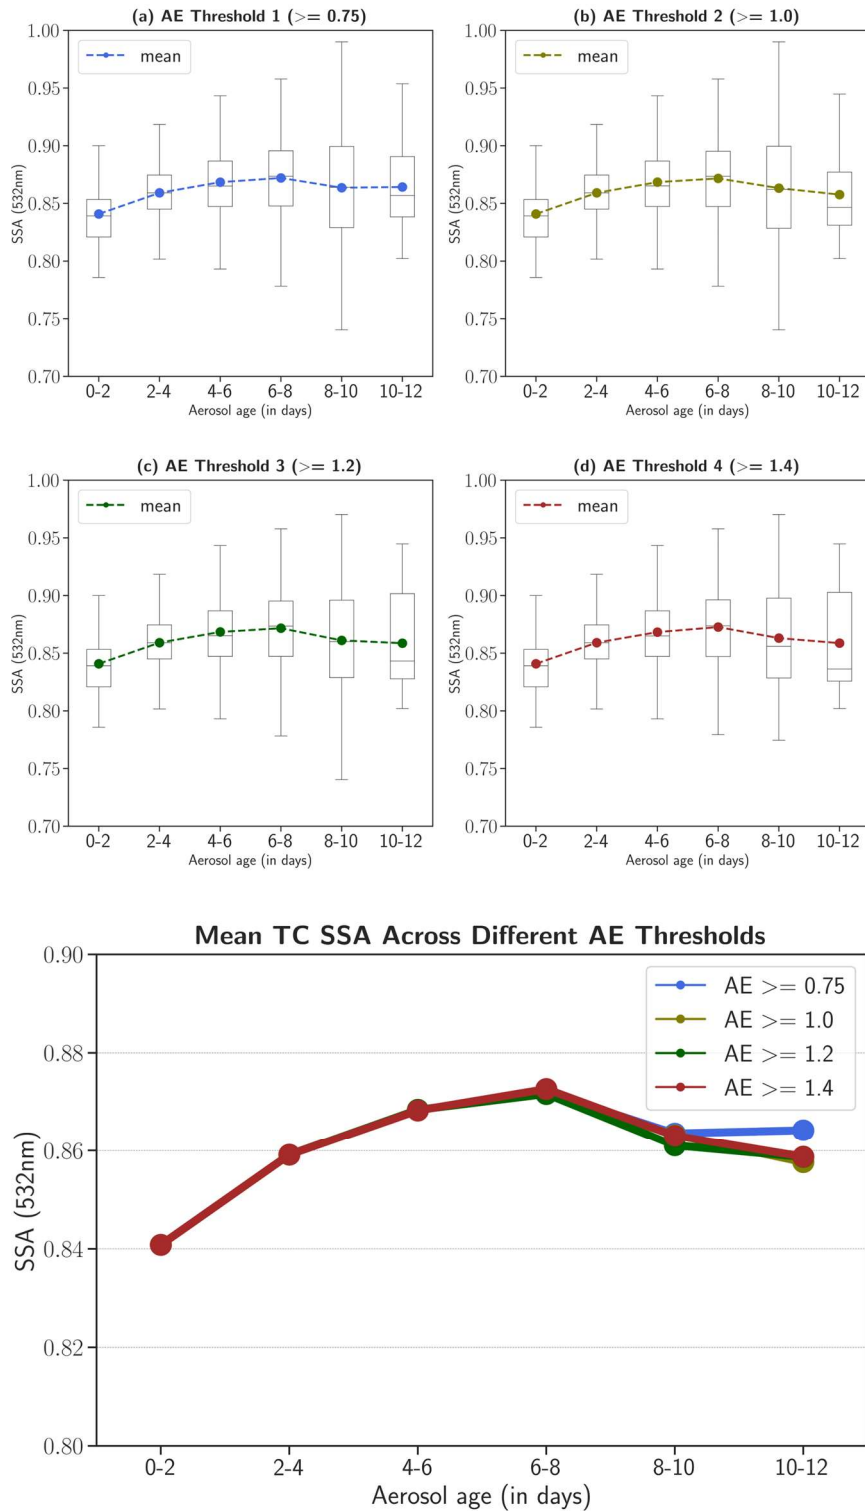 (a) AE Threshold 1 (>= 0.75)
1.00
0.95
0.90
0.85
0.80
0.75
0.70
SSA (532nm)
mean
0-2 2-4 4-6 6-8 8-10 10-12
Aerosol age (in days)
(b) AE Threshold 2 (>= 1.0)
1.00
0.95
0.90
0.85
0.80
0.75
0.70
SSA (532nm)
mean
0-2 2-4 4-6 6-8 8-10 10-12
Aerosol age (in days)
(c) AE Threshold 3 (>= 1.2)
1.00
0.95
0.90
0.85
0.80
0.75
0.70
SSA (532nm)
mean
0-2 2-4 4-6 6-8 8-10 10-12
Aerosol age (in days)
(d) AE Threshold 4 (>= 1.4)
1.00
0.95
0.90
0.85
0.80
0.75
0.70
SSA (532nm)
mean
0-2 2-4 4-6 6-8 8-10 10-12
Aerosol age (in days)
Mean TC SSA Across Different AE Thresholds
0.90
0.88
0.86
0.84
0.82
0.80
SSA (532nm)
AE >= 0.75
AE >= 1.0
AE >= 1.2
AE >= 1.4
0-2 2-4 4-6 6-8 8-10 10-12
Aerosol age (in days)